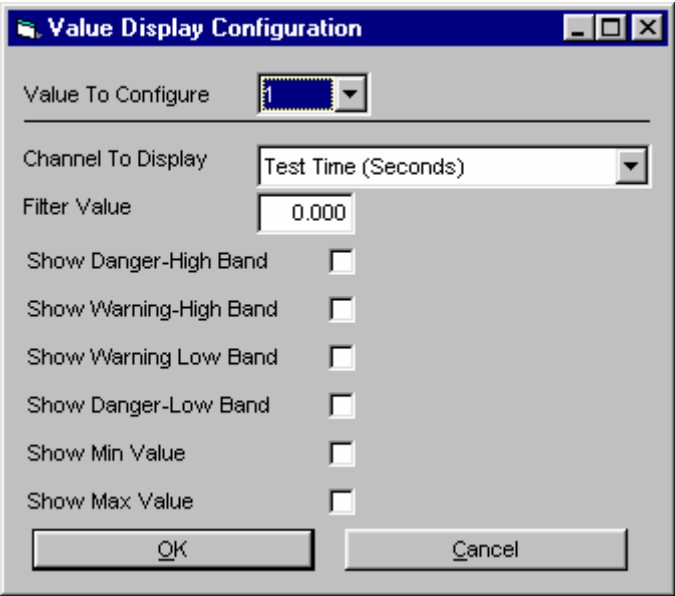 Value Display Configuration
Value To Configure 1
Channel To Display Test Time (Seconds)
Filter Value 0.000
Show Danger-High Band
Show Warning-High Band
Show Warning Low Band
Show Danger-Low Band
Show Min Value
Show Max Value
OK Cancel